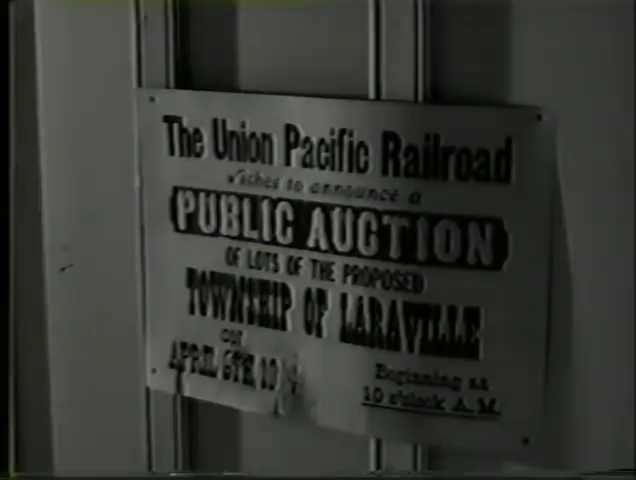 The Union Pacific Railroad
wishes to announce a
PUBLIC AUCTION
OF LOTS OF THE PROPOSED
TOWNSHIP OF LARAVILLE
on
APRIL 6TH,
Beginning at
10 o'clock A.M.